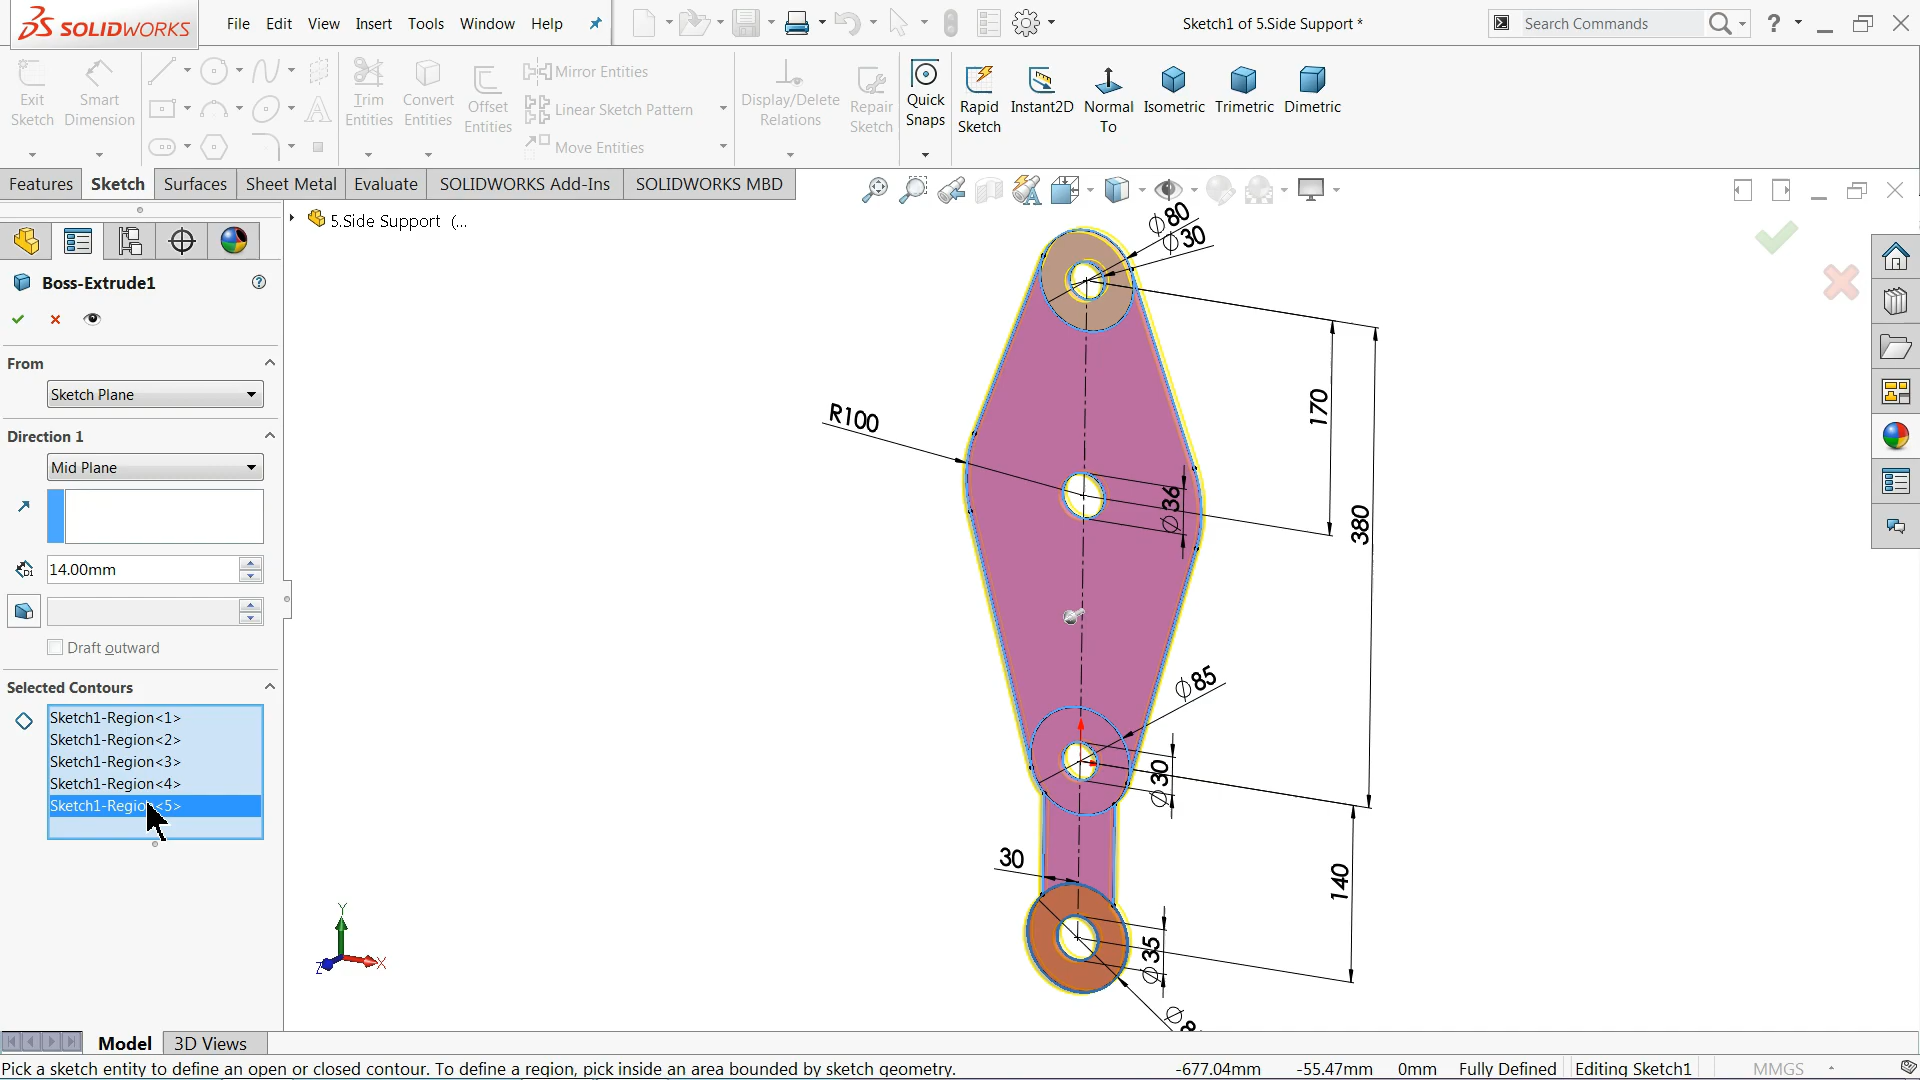 SOLIDWORKS
File Edit View Insert Tools Window Help
Sketch1 of 5.Side Support *
Search Commands
Exit Sketch
Smart Dimension
Trim Entities
Convert Entities
Offset Entities
Mirror Entities
Linear Sketch Pattern
Move Entities
Display/Delete Relations
Repair Sketch
Quick Snaps
Rapid Sketch
Instant2D
Normal To
Isometric
Trimetric
Dimetric
Features Sketch Surfaces Sheet Metal Evaluate SOLIDWORKS Add-Ins SOLIDWORKS MBD
5.Side Support (...
Boss-Extrude1
From
Sketch Plane
Direction 1
Mid Plane
14.00mm
Draft outward
Selected Contours
Sketch1-Region<1>
Sketch1-Region<2>
Sketch1-Region<3>
Sketch1-Region<4>
Sketch1-Region<5>
∅80
∅30
R100
170
∅36
380
∅85
∅30
30
140
∅35
Y
Z X
Model 3D Views
Pick a sketch entity to define an open or closed contour. To define a region, pick inside an area bounded by sketch geometry.
-677.04mm -55.47mm 0mm Fully Defined Editing Sketch1 MMGS